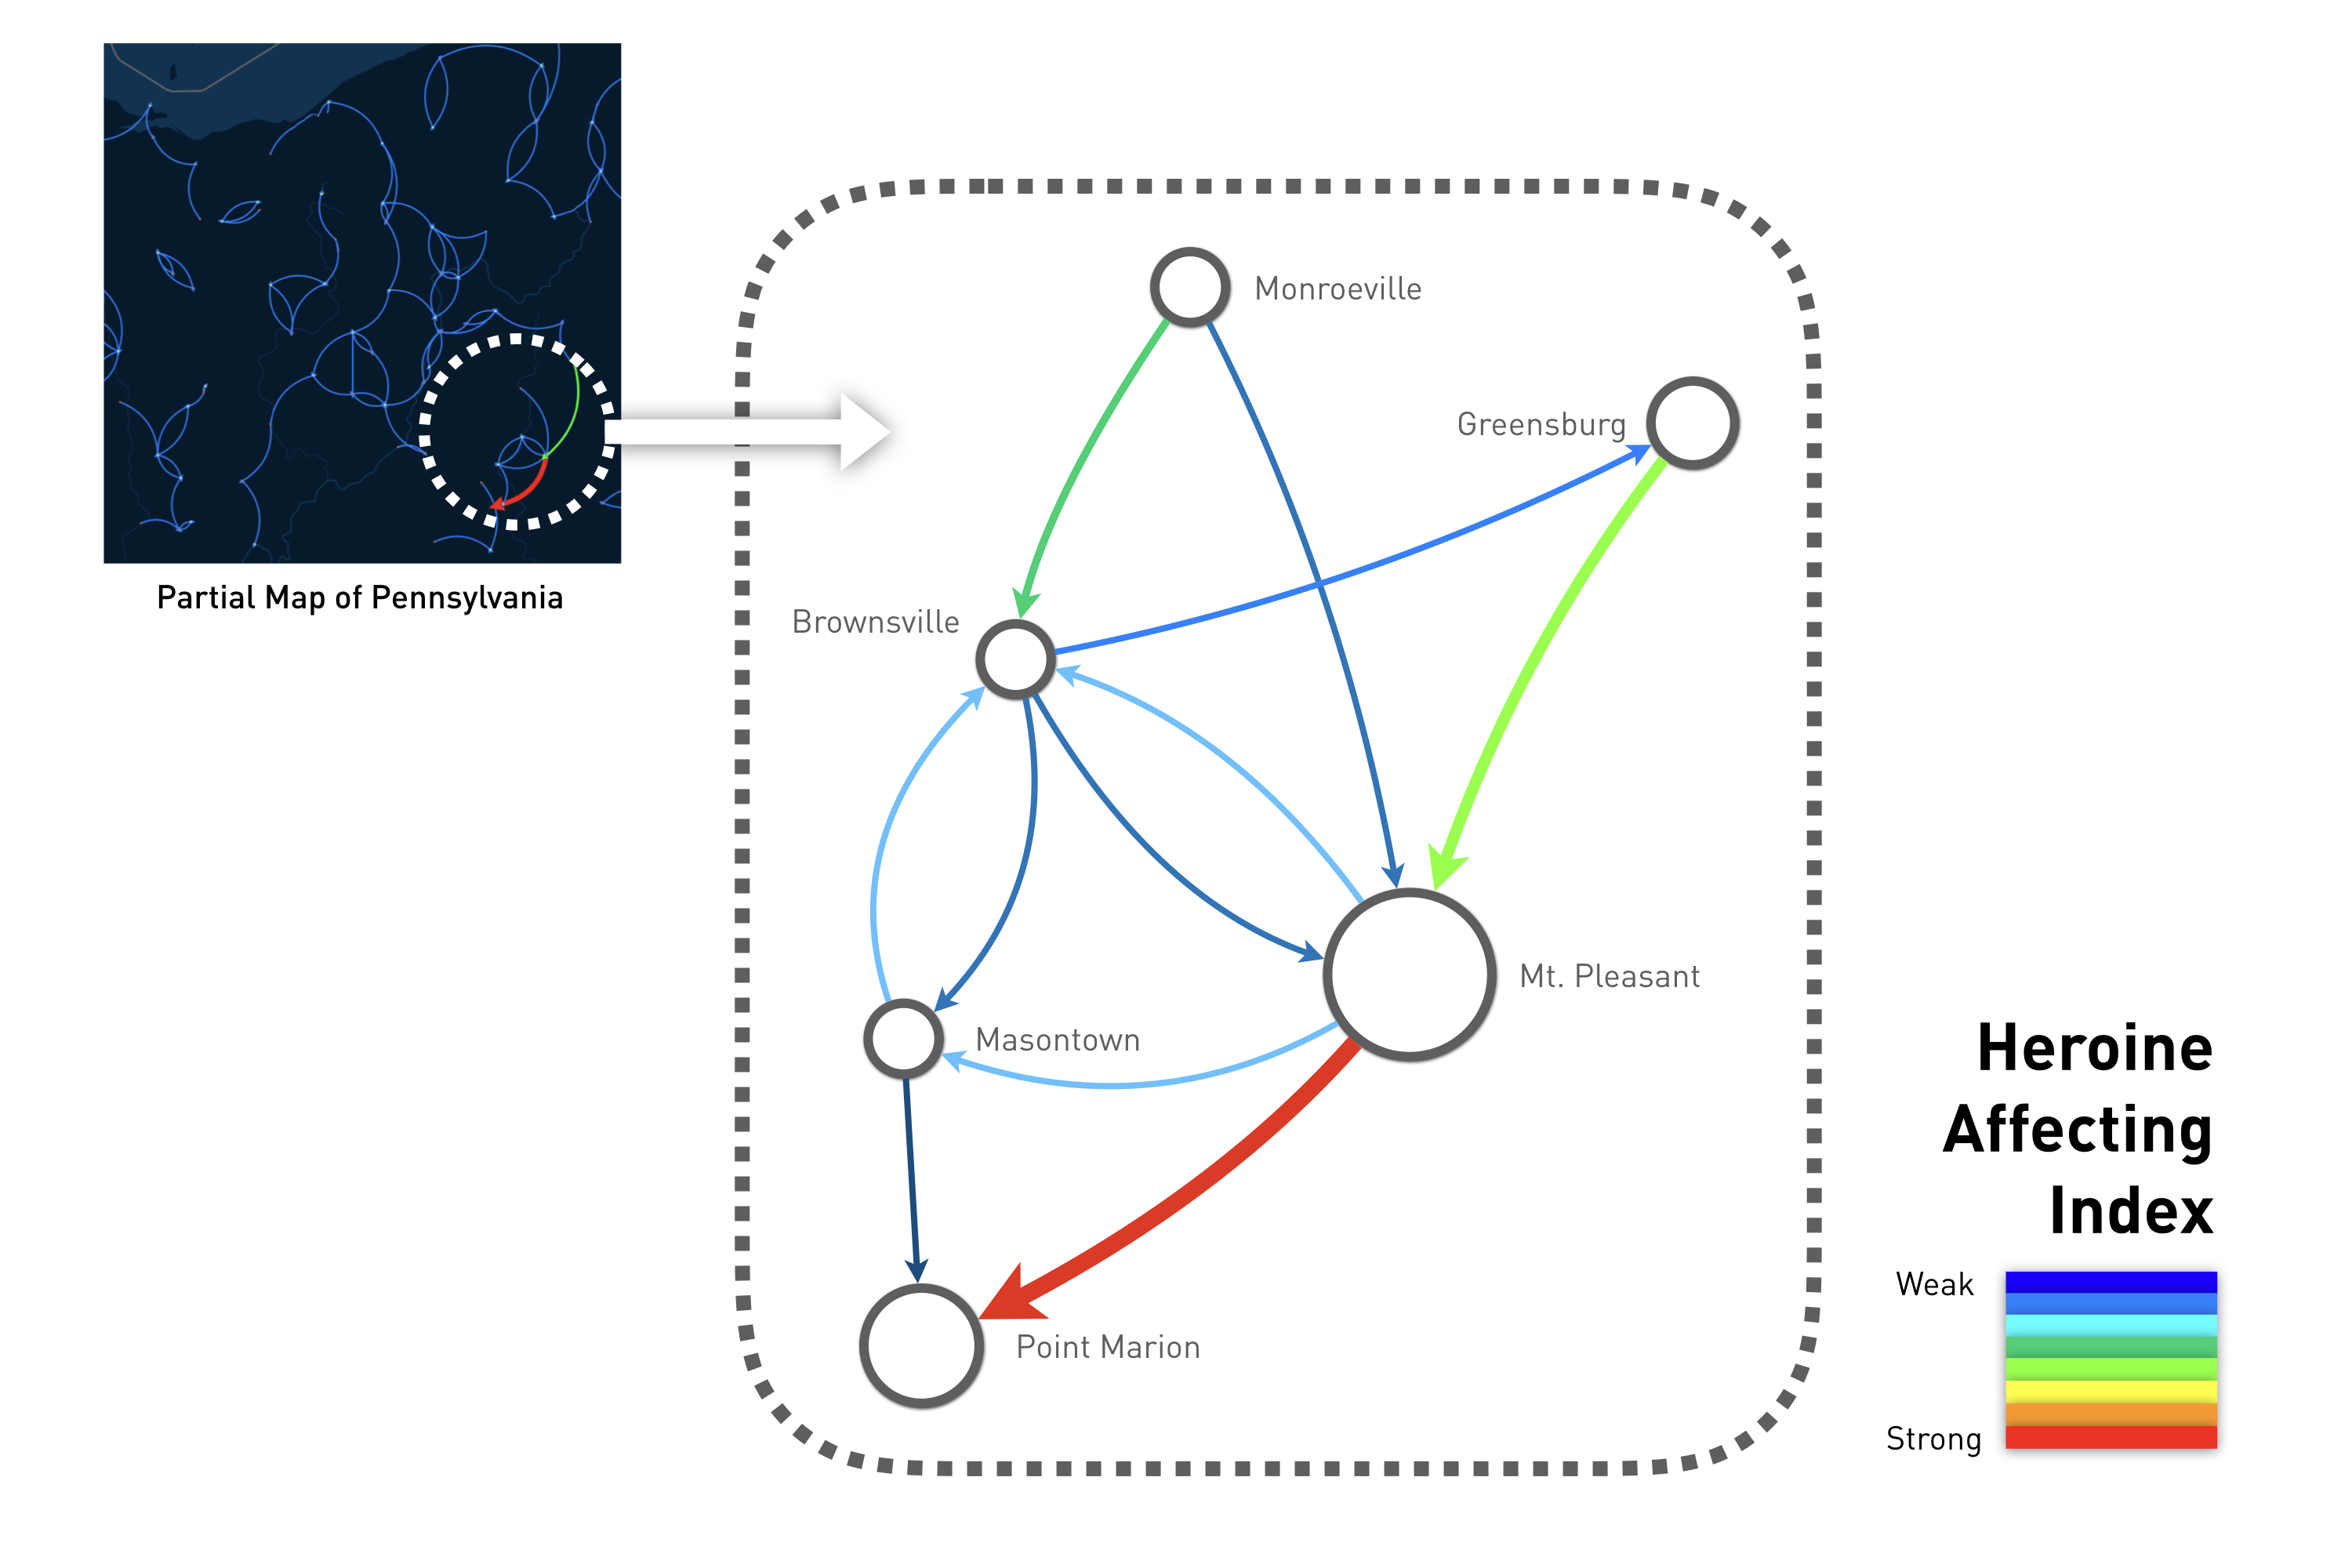 Partial Map of Pennsylvania
Monroeville
Greensburg
Brownsville
Mt. Pleasant
Masontown
Point Marion
Heroine
Affecting
Index
Weak
Strong